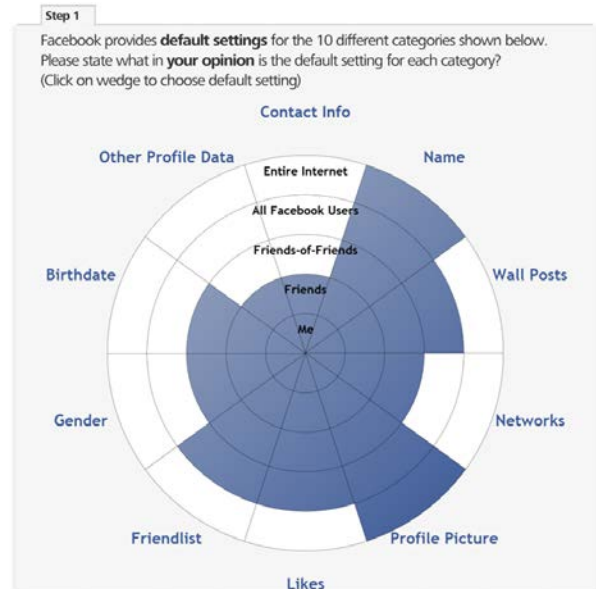 Step 1
Facebook provides default settings for the 10 different categories shown below.
Please state what in your opinion is the default setting for each category?
(Click on wedge to choose default setting)
Contact Info
Other Profile Data
Name
Entire Internet
All Facebook Users
Friends-of-Friends
Birthdate
Wall Posts
Friends
Me
Gender
Networks
Friendlist
Profile Picture
Likes